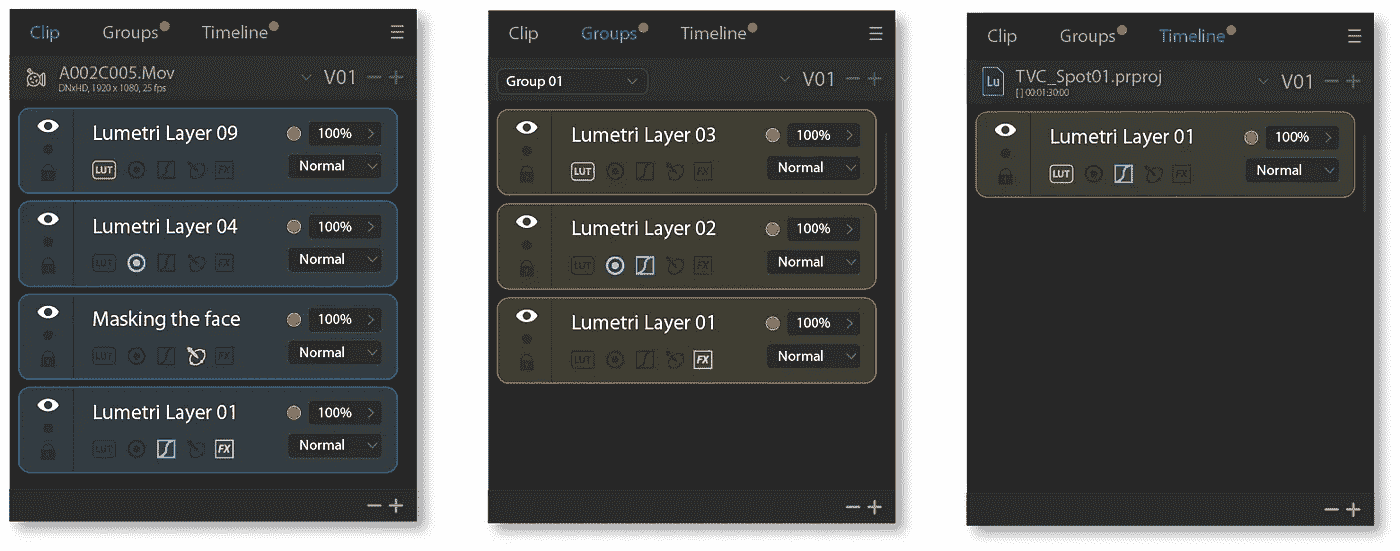 Clip Groups Timeline
A002C005.Mov V01
DNxHD, 1920 x 1080, 25 fps
Lumetri Layer 09 100%
LUT FX Normal
Lumetri Layer 04 100%
LUT FX Normal
Masking the face 100%
LUT FX Normal
Lumetri Layer 01 100%
LUT FX Normal
Clip Groups Timeline
Group 01 V01
Lumetri Layer 03 100%
LUT FX Normal
Lumetri Layer 02 100%
LUT FX Normal
Lumetri Layer 01 100%
LUT FX Normal
Clip Groups Timeline
Lu TVC_Spot01.prproj V01
[ ] 00:01:30:00
Lumetri Layer 01 100%
LUT FX Normal